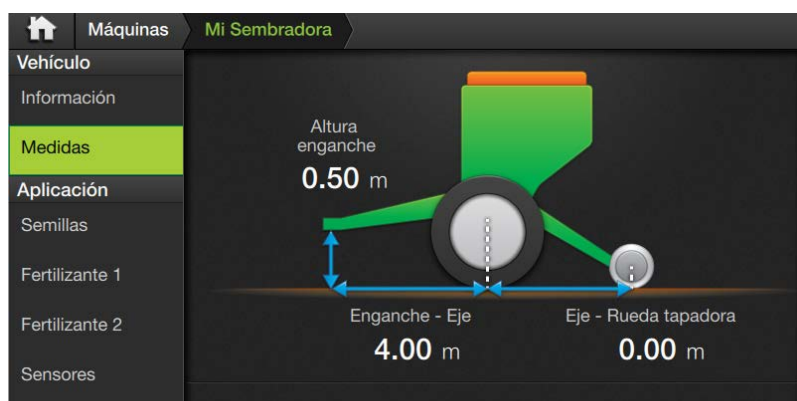 Máquinas
Mi Sembradora
Vehículo
Información
Medidas
Aplicación
Semillas
Fertilizante 1
Fertilizante 2
Sensores
Altura
enganche
0.50 m
Enganche - Eje
4.00 m
Eje - Rueda tapadora
0.00 m